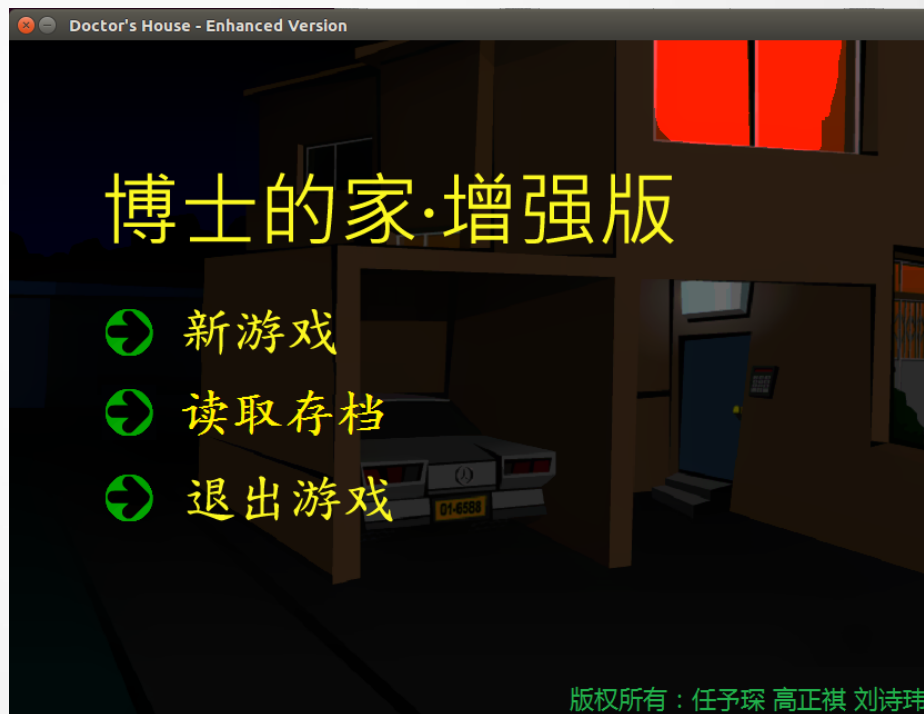 Doctor's House - Enhanced Version
博士的家·增强版
新游戏
读取存档
退出游戏
01-6588
版权所有：任予琛 高正祺 刘诗玮